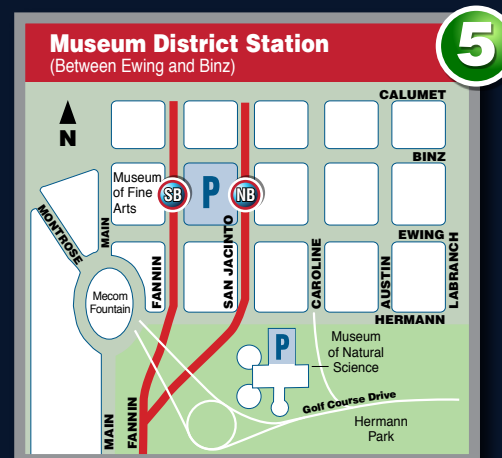 Museum District Station
(Between Ewing and Binz)
5
CALUMET
N
BINZ
Museum
of Fine
Arts
SB
P
NB
MONTROSE
MAIN
FANNIN
SAN JACINTO
CAROLINE
AUSTIN
EWING
LABRANCH
HERMANN
Mecom
Fountain
P
Museum
of Natural
Science
Golf Course Drive
Hermann
Park
MAIN
FANNIN